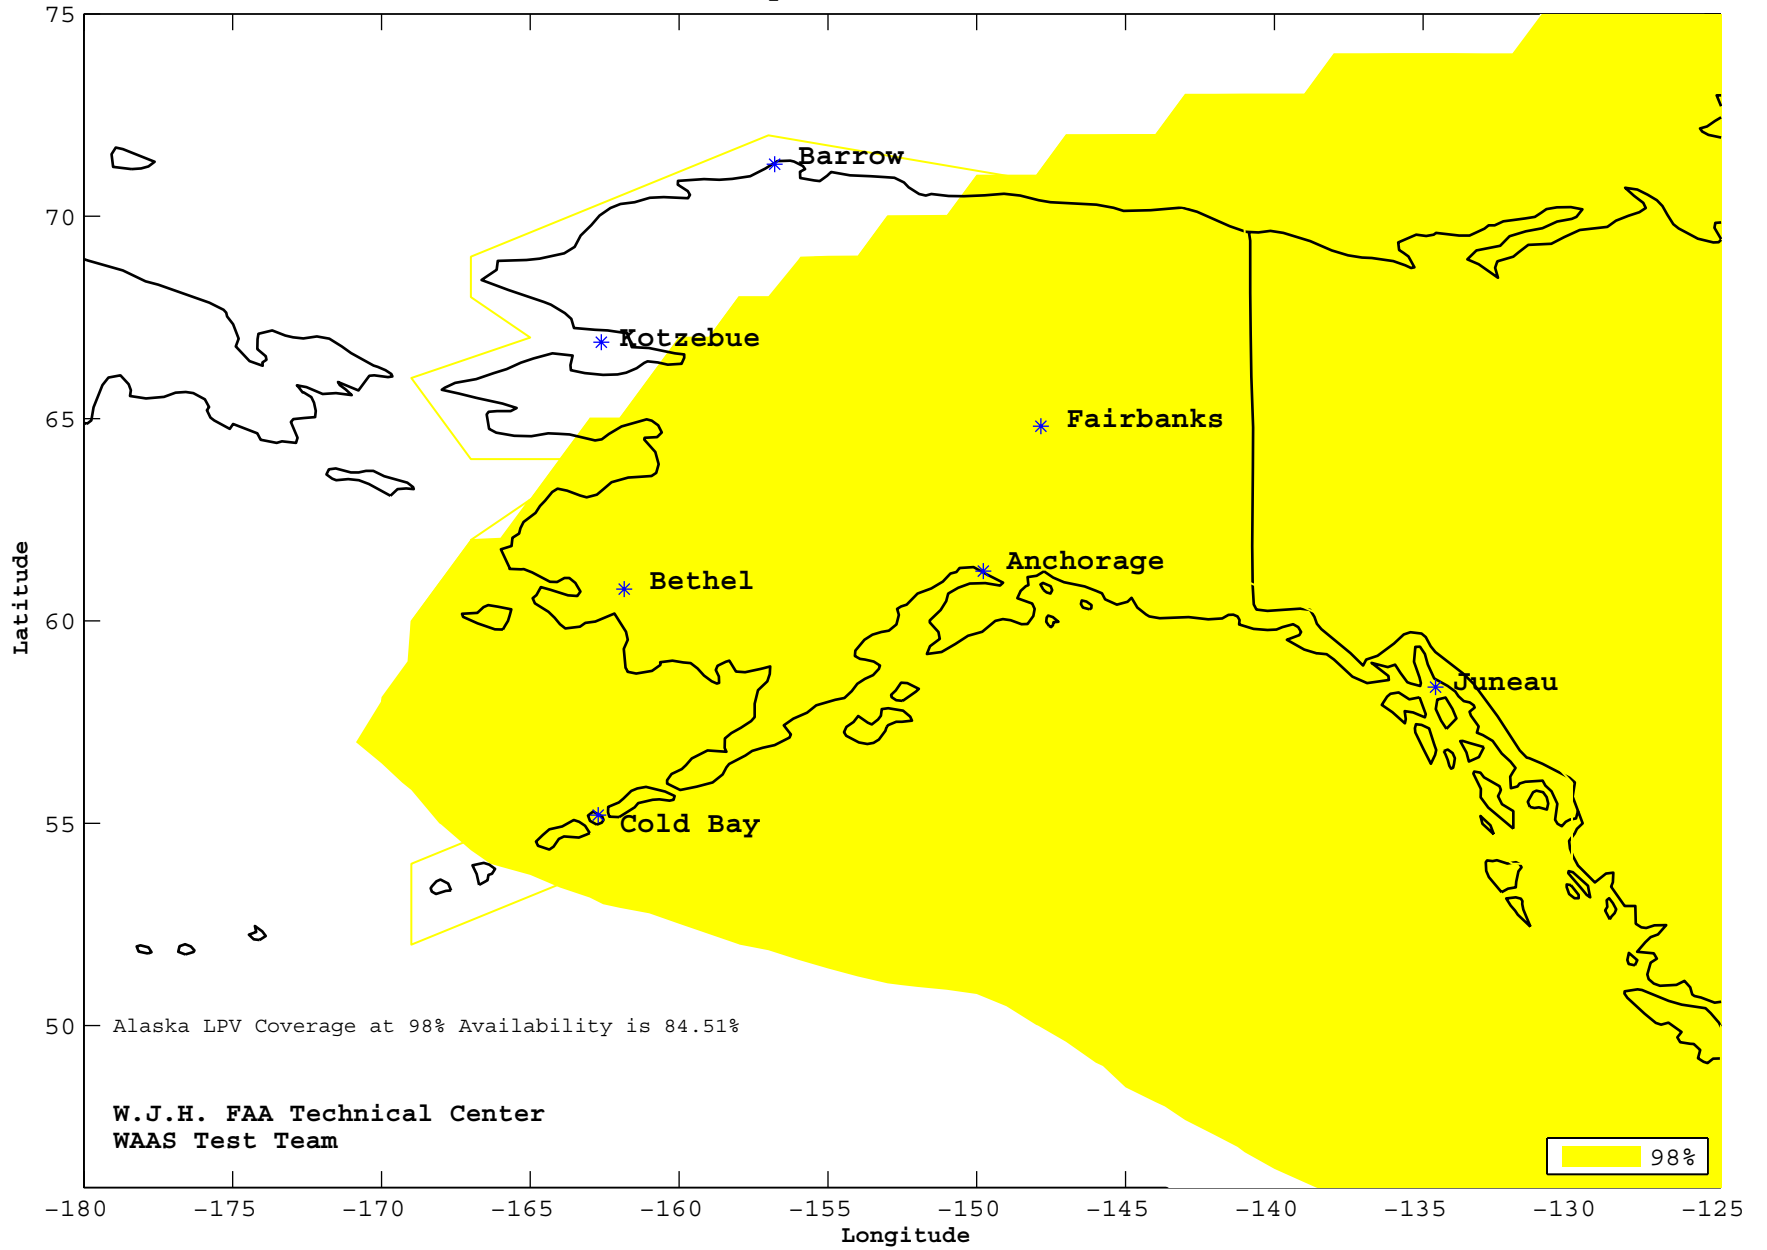 75
70
65
60
55
50
Latitude
Barrow
Kotzebue
Fairbanks
Anchorage
Bethel
Juneau
Cold Bay
Alaska LPV Coverage at 98% Availability is 84.51%
W.J.H. FAA Technical Center
WAAS Test Team
98%
-180 -175 -170 -165 -160 -155 -150 -145 -140 -135 -130 -125
Longitude